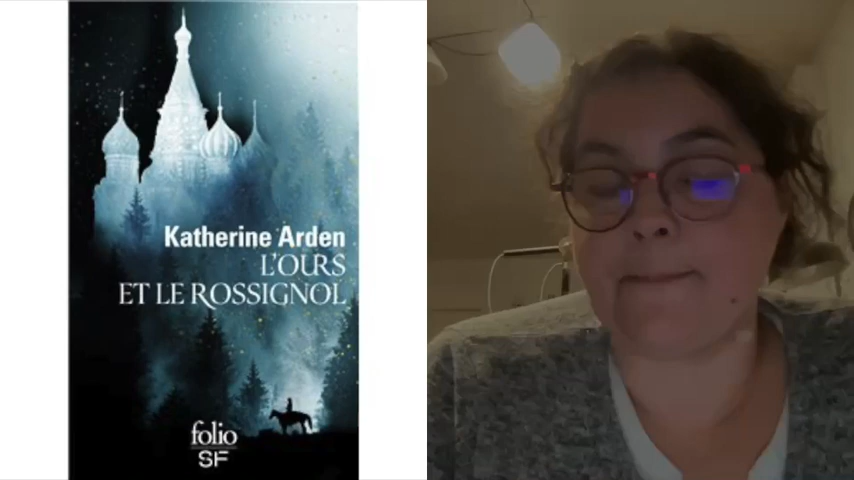 Katherine Arden
L'OURS
ET LE ROSSIGNOL
folio
SF